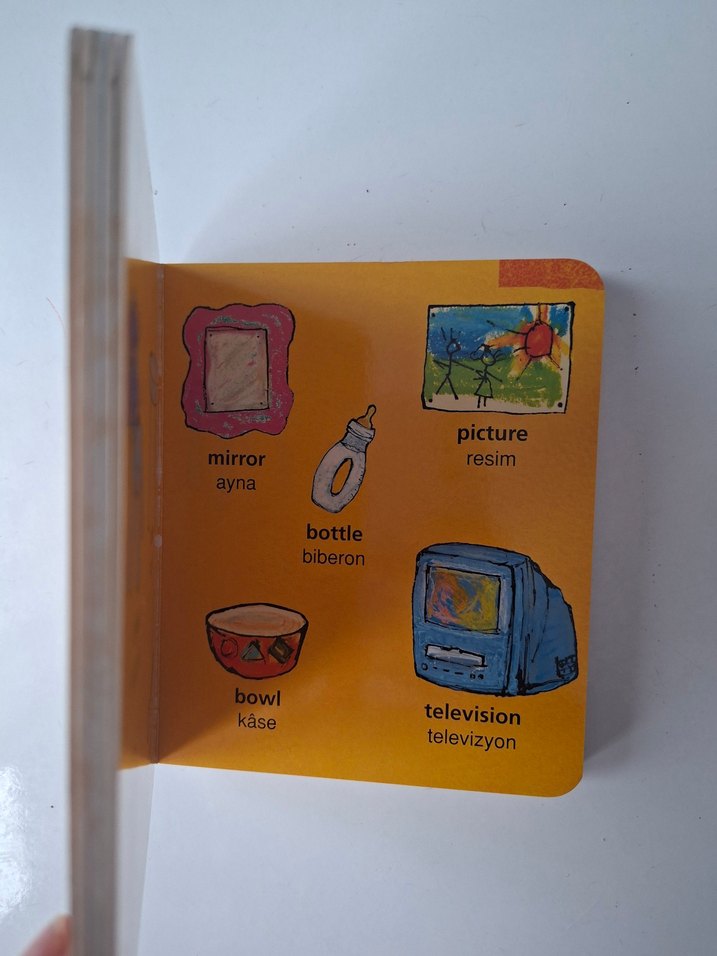 mirror
ayna
picture
resim
bottle
biberon
bowl
kâse
television
televizyon